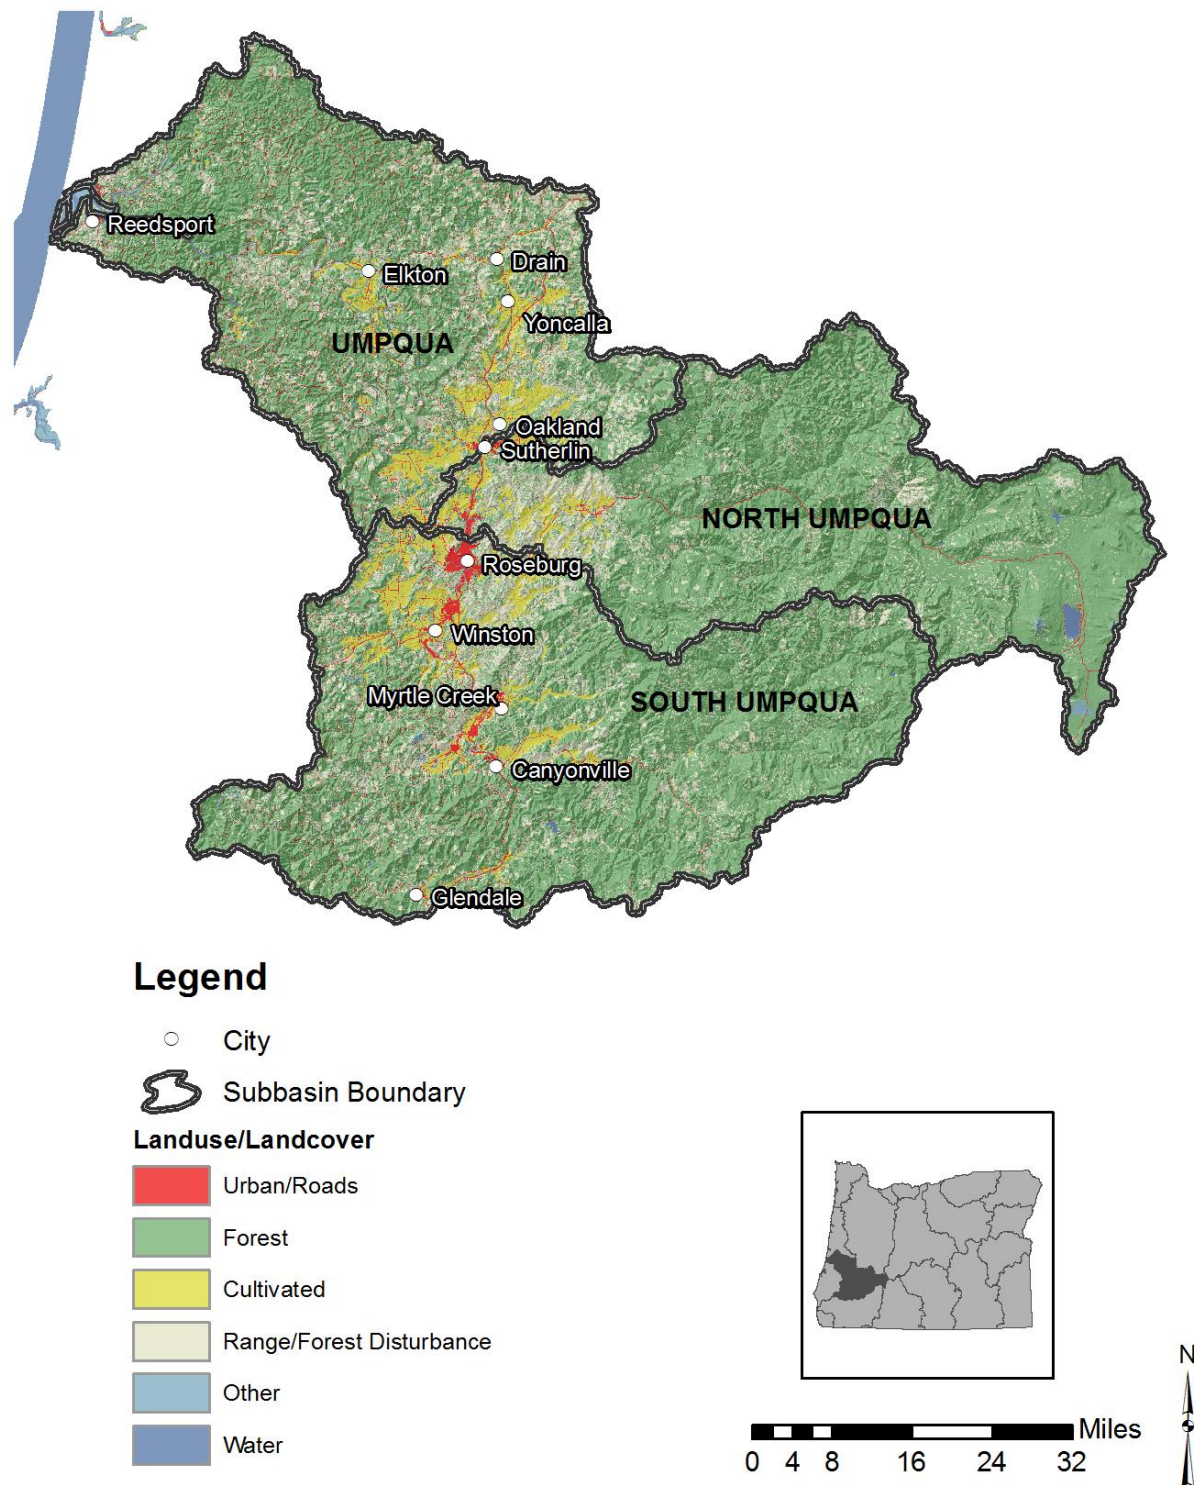 Reedsport
Elkton
Drain
Yoncalla
UMPQUA
Oakland
Sutherlin
NORTH UMPQUA
Roseburg
Winston
Myrtle Creek
SOUTH UMPQUA
Canyonville
Glendale
Legend
City
Subbasin Boundary
Landuse/Landcover
Urban/Roads
Forest
Cultivated
Range/Forest Disturbance
Other
Water
N
Miles
0 4 8 16 24 32